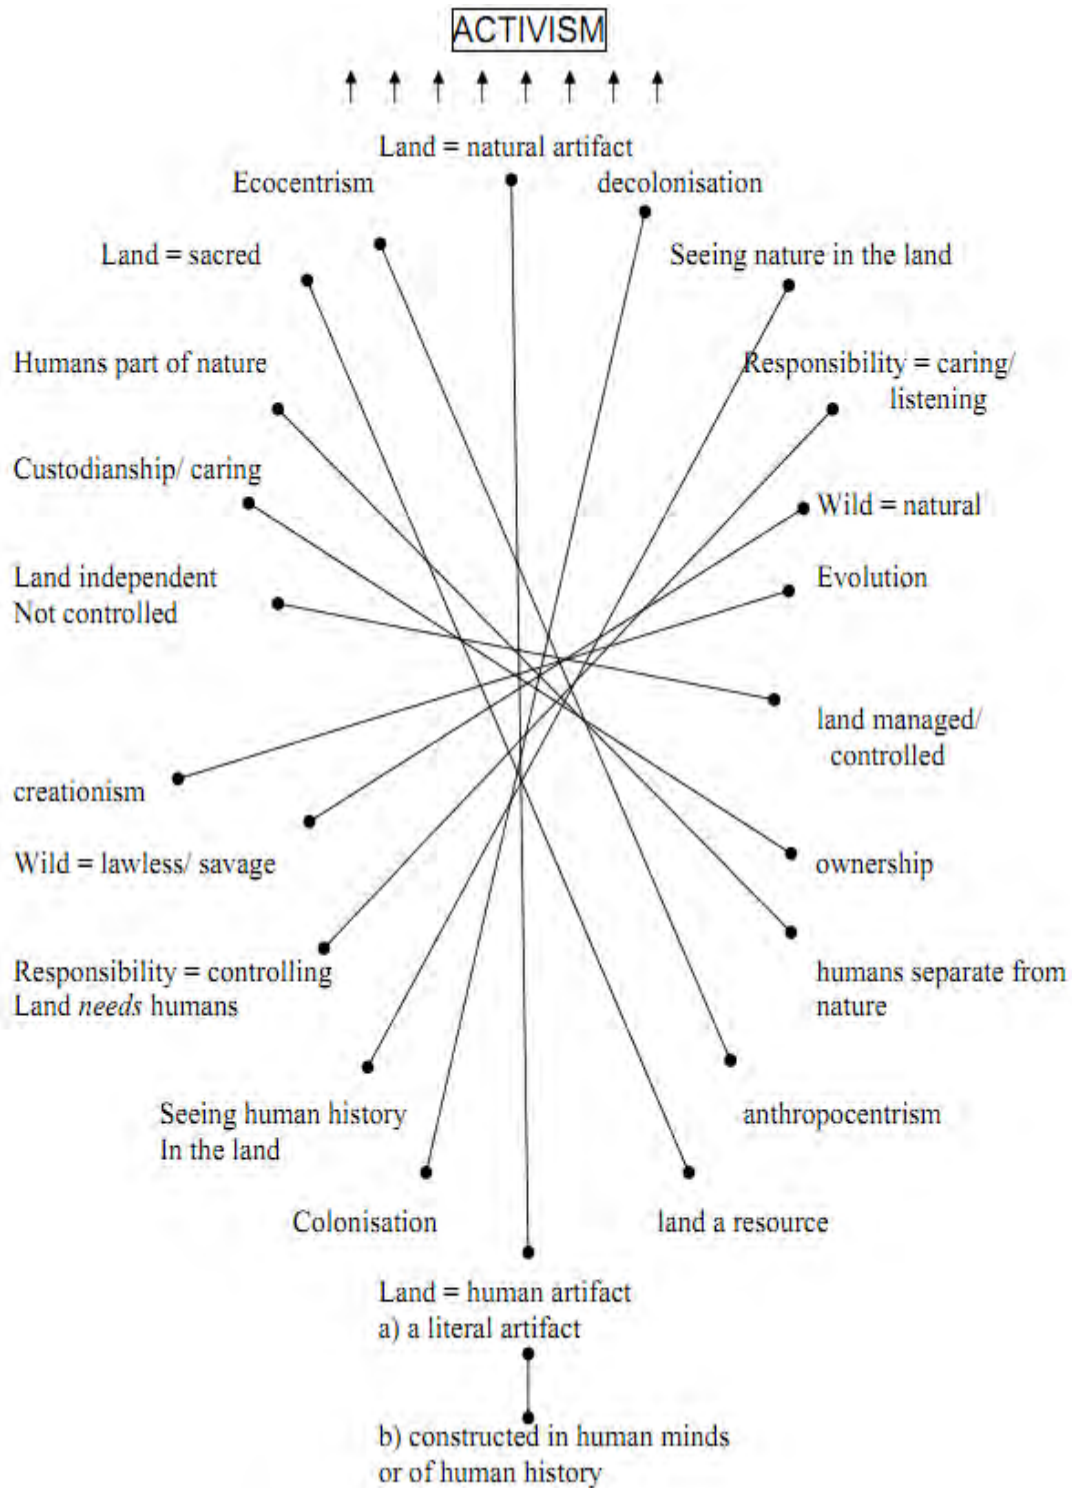 ACTIVISM
Land = natural artifact
Ecocentrism
decolonisation
Land = sacred
Seeing nature in the land
Humans part of nature
Responsibility = caring/
listening
Custodianship/ caring
Wild = natural
Land independent
Not controlled
Evolution
land managed/
controlled
creationism
Wild = lawless/ savage
ownership
Responsibility = controlling
Land needs humans
humans separate from
nature
Seeing human history
In the land
anthropocentrism
Colonisation
land a resource
Land = human artifact
a) a literal artifact
b) constructed in human minds
or of human history